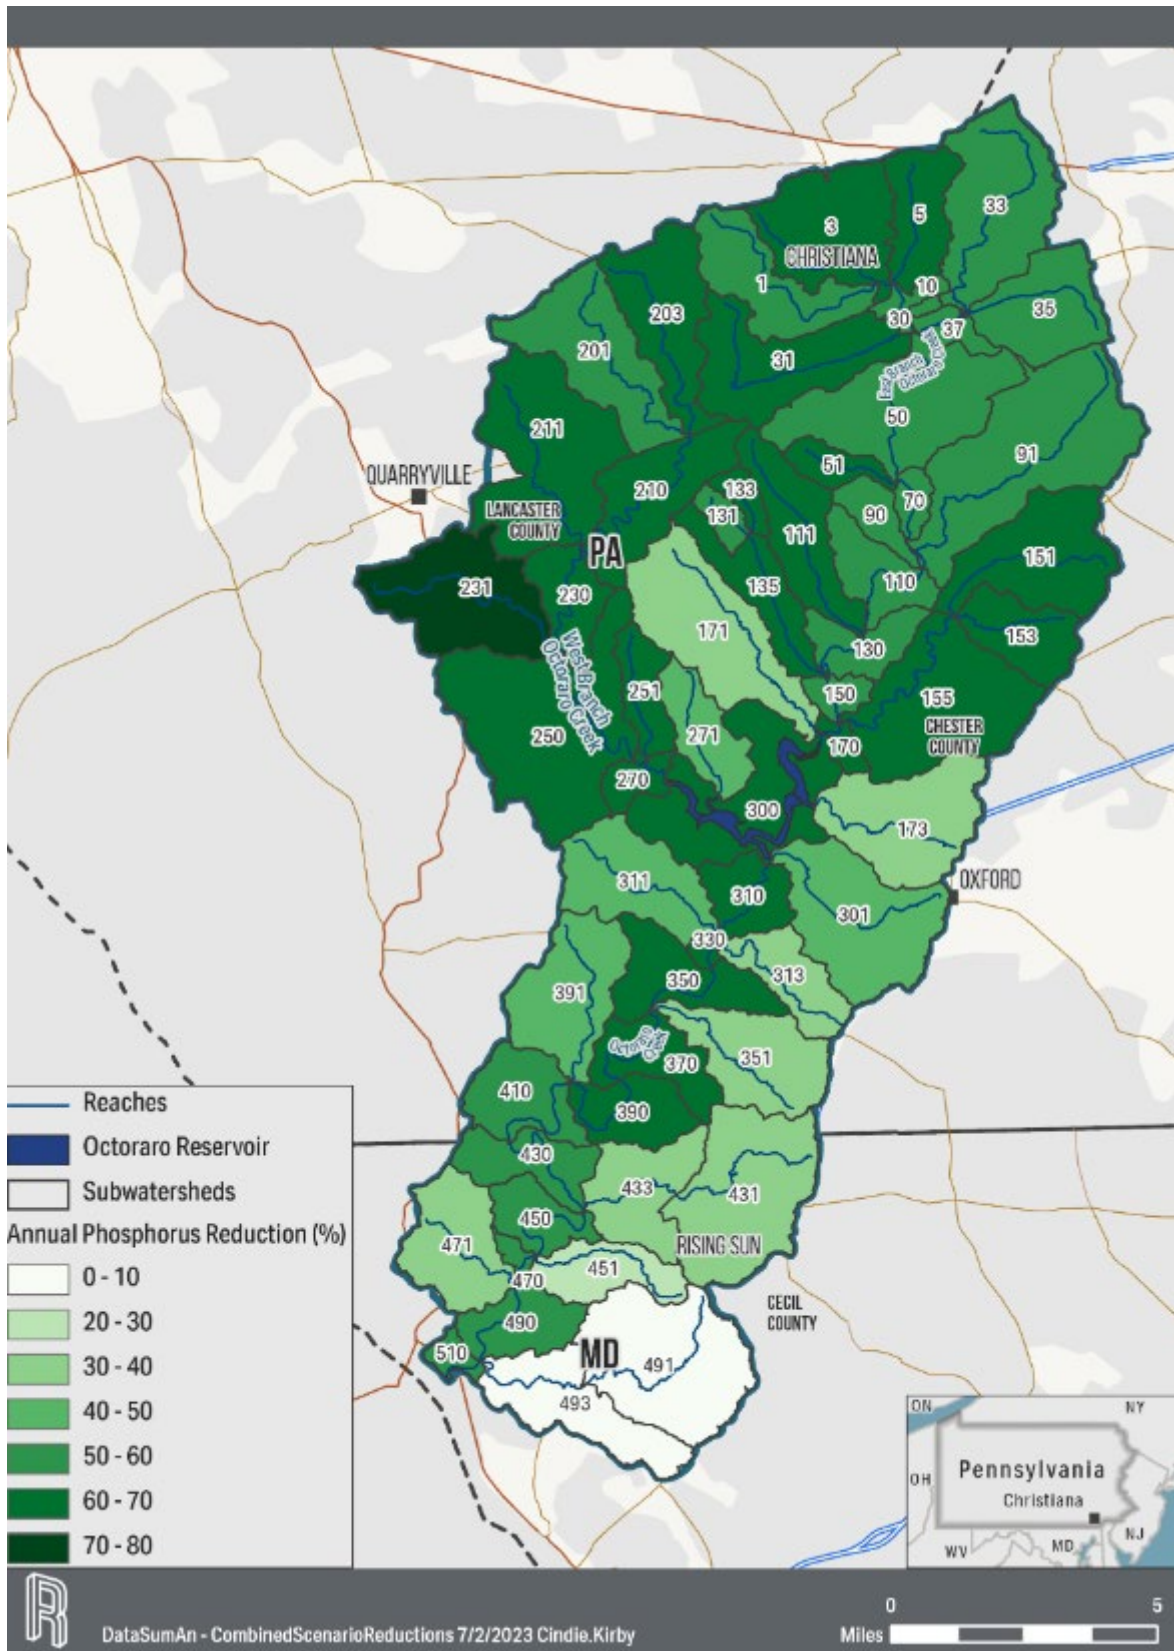 33
5
3
CHRISTIANA
1
10
30
37
35
203
201
31
East Branch
Octoraro Creek
50
211
91
51
QUARRYVILLE
210
133
70
LANCASTER
COUNTY
131
90
111
PA
151
110
231
230
135
171
153
130
West Branch
Octoraro Creek
251
150
155
CHESTER
COUNTY
250
271
170
270
300
173
311
310
OXFORD
301
330
313
350
391
Octoraro
Creek
351
370
410
390
430
433
431
450
471
RISING SUN
451
470
CECIL
COUNTY
490
510
MD
491
493
Reaches
Octoraro Reservoir
Subwatersheds
Annual Phosphorus Reduction (%)
0 - 10
20 - 30
30 - 40
40 - 50
50 - 60
60 - 70
70 - 80
ON
NY
Pennsylvania
OH
Christiana
NJ
WV
MD
R
DataSumAn - CombinedScenarioReductions 7/2/2023 Cindie.Kirby
0 5
Miles